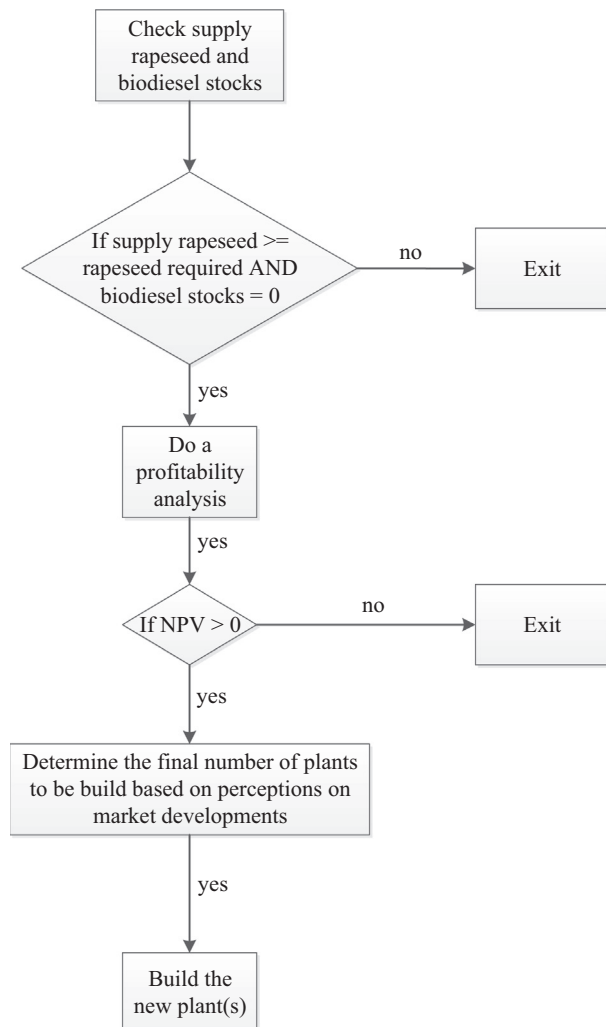 Check supply
rapeseed and
biodiesel stocks
If supply rapeseed >=
rapeseed required AND
biodiesel stocks = 0
no
Exit
yes
Do a
profitability
analysis
yes
If NPV > 0
no
Exit
yes
Determine the final number of plants
to be build based on perceptions on
market developments
yes
Build the
new plant(s)